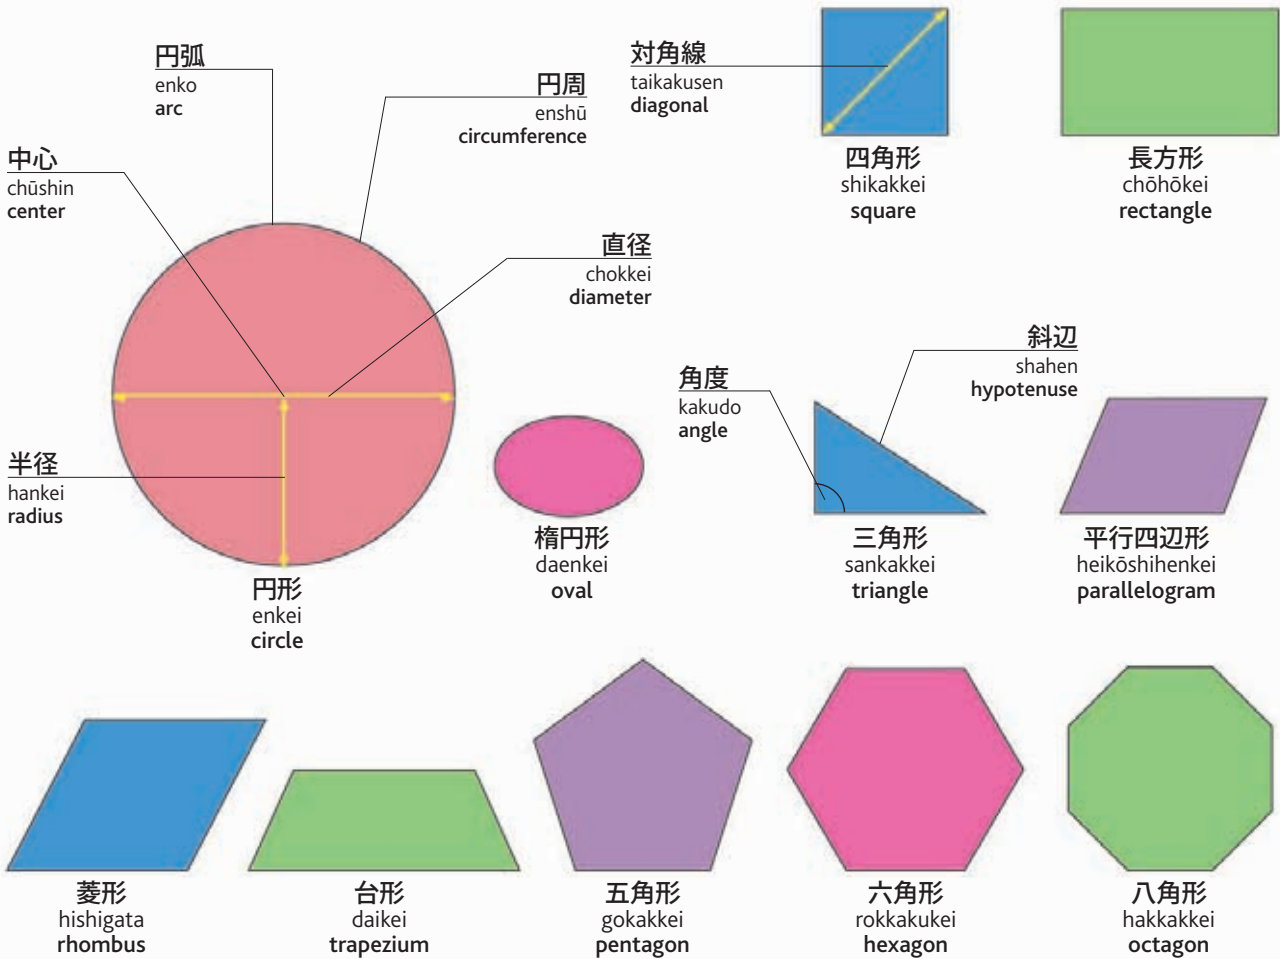 円弧
enko
arc
円周
enshū
circumference
中心
chūshin
center
直径
chokkei
diameter
半径
hankei
radius
円形
enkei
circle
対角線
taikakusen
diagonal
四角形
shikakkei
square
長方形
chōhōkei
rectangle
楕円形
daenkei
oval
角度
kakudo
angle
斜辺
shahen
hypotenuse
三角形
sankakkei
triangle
平行四辺形
heikōshihenkei
parallelogram
菱形
hishigata
rhombus
台形
daikei
trapezium
五角形
gokakkei
pentagon
六角形
rokkakukei
hexagon
八角形
hakkakkei
octagon